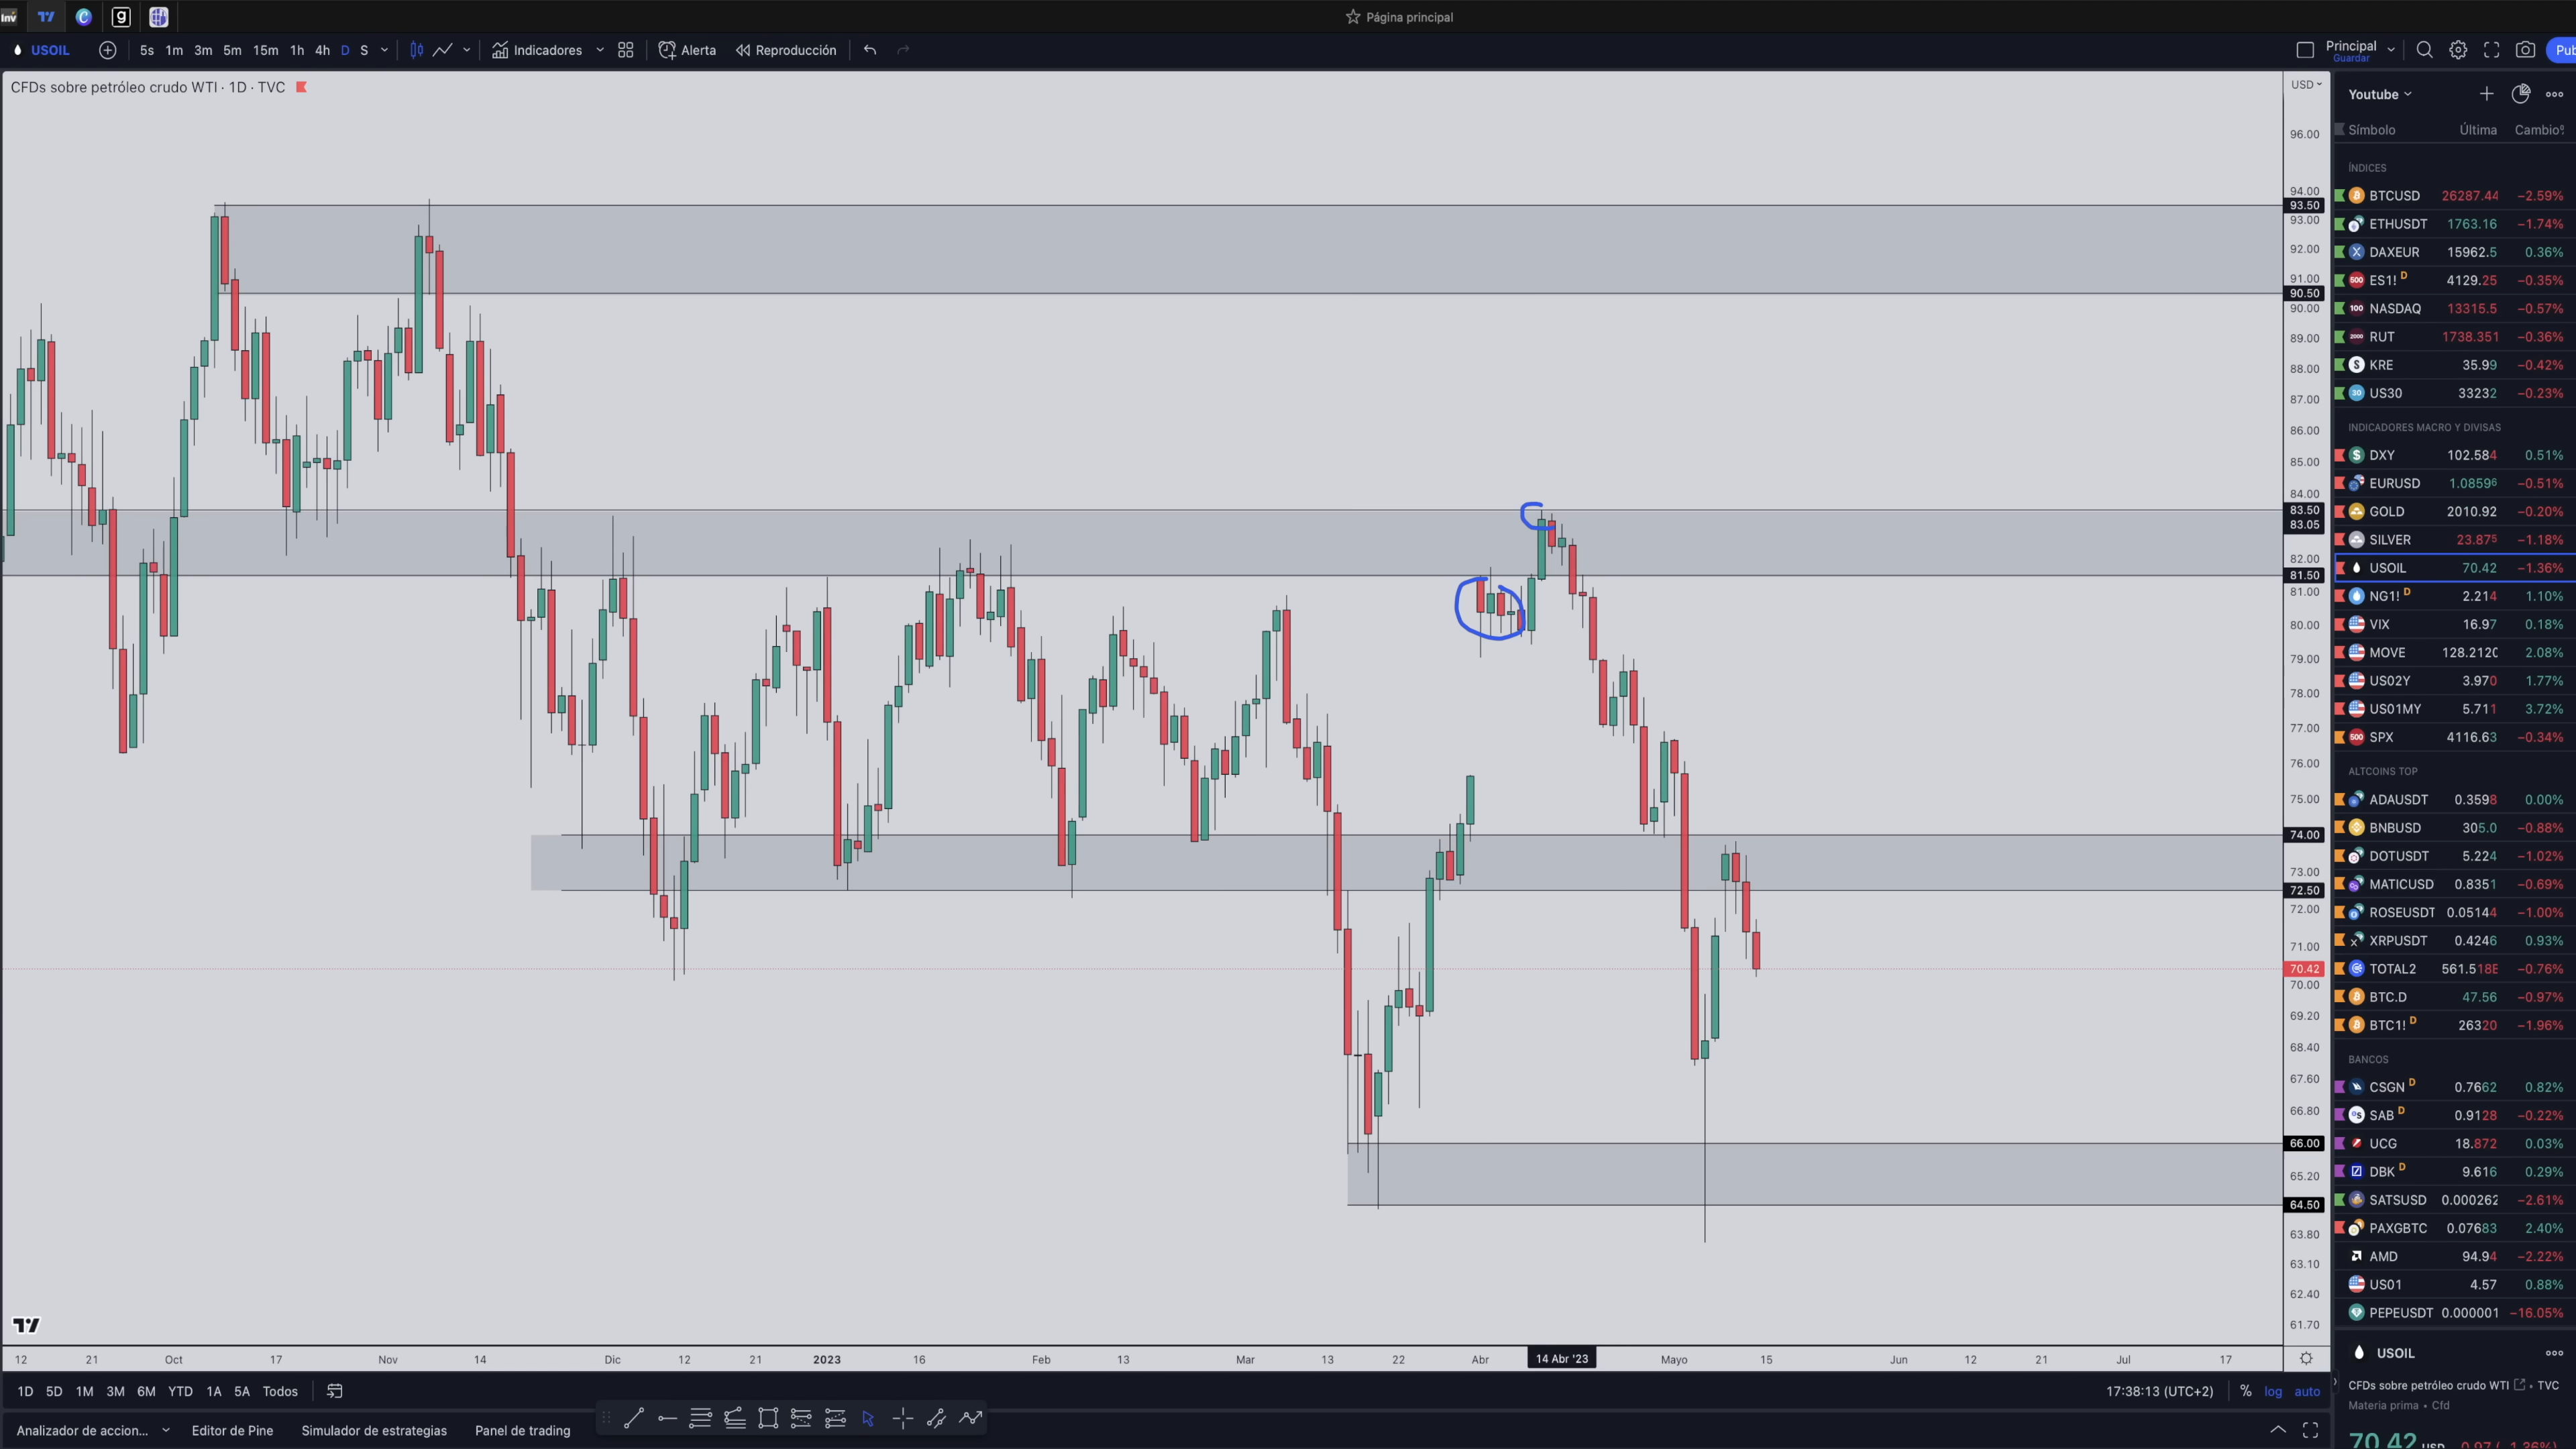 Inv
Página principal
USOIL 5s 1m 3m 5m 15m 1h 4h D S Indicadores Alerta Reproducción Principal Guardar
CFDs sobre petróleo crudo WTI · 1D · TVC
USD
96.00
94.00
93.50
93.00
92.00
91.00
90.50
90.00
89.00
88.00
87.00
86.00
85.00
84.00
83.50
83.05
82.00
81.50
81.00
80.00
79.00
78.00
77.00
76.00
75.00
74.00
73.00
72.50
72.00
71.00
70.42
70.00
69.20
68.40
67.60
66.80
66.00
65.20
64.50
63.80
63.10
62.40
61.70
12 21 Oct 17 Nov 14 Dic 12 21 2023 16 Feb 13 Mar 13 22 Abr 14 Abr '23 Mayo 15 Jun 12 21 Jul 17
1D 5D 1M 3M 6M YTD 1A 5A Todos 17:38:13 (UTC+2) % log auto
Analizador de accion... Editor de Pine Simulador de estrategias Panel de trading
Youtube
Símbolo Última Cambio%
ÍNDICES
BTCUSD 26287.44 −2.59%
ETHUSDT 1763.16 −1.74%
DAXEUR 15962.5 0.36%
500 ES1! D 4129.25 −0.35%
100 NASDAQ 13315.5 −0.57%
2000 RUT 1738.351 −0.36%
KRE 35.99 −0.42%
30 US30 33232 −0.23%
INDICADORES MACRO Y DIVISAS
DXY 102.584 0.51%
EURUSD 1.08596 −0.51%
GOLD 2010.92 −0.20%
SILVER 23.875 −1.18%
USOIL 70.42 −1.36%
NG1! D 2.214 1.10%
VIX 16.97 0.18%
MOVE 128.2120 2.08%
US02Y 3.970 1.77%
US01MY 5.711 3.72%
500 SPX 4116.63 −0.34%
ALTCOINS TOP
ADAUSDT 0.3598 0.00%
BNBUSD 305.0 −0.88%
DOTUSDT 5.224 −1.02%
MATICUSD 0.8351 −0.69%
ROSEUSDT 0.05144 −1.00%
XRPUSDT 0.4246 0.93%
TOTAL2 561.518B −0.76%
BTC.D 47.56 −0.97%
BTC1! D 26320 −1.96%
BANCOS
CSGN D 0.7662 0.82%
SAB D 0.9128 −0.22%
UCG 18.872 0.03%
DBK D 9.616 0.29%
SATSUSD 0.000262 −2.61%
PAXGBTC 0.07683 2.40%
AMD 94.94 −2.22%
US01 4.57 0.88%
PEPEUSDT 0.000001 −16.05%
USOIL
CFDs sobre petróleo crudo WTI • TVC
Materia prima • Cfd
70.42 USD